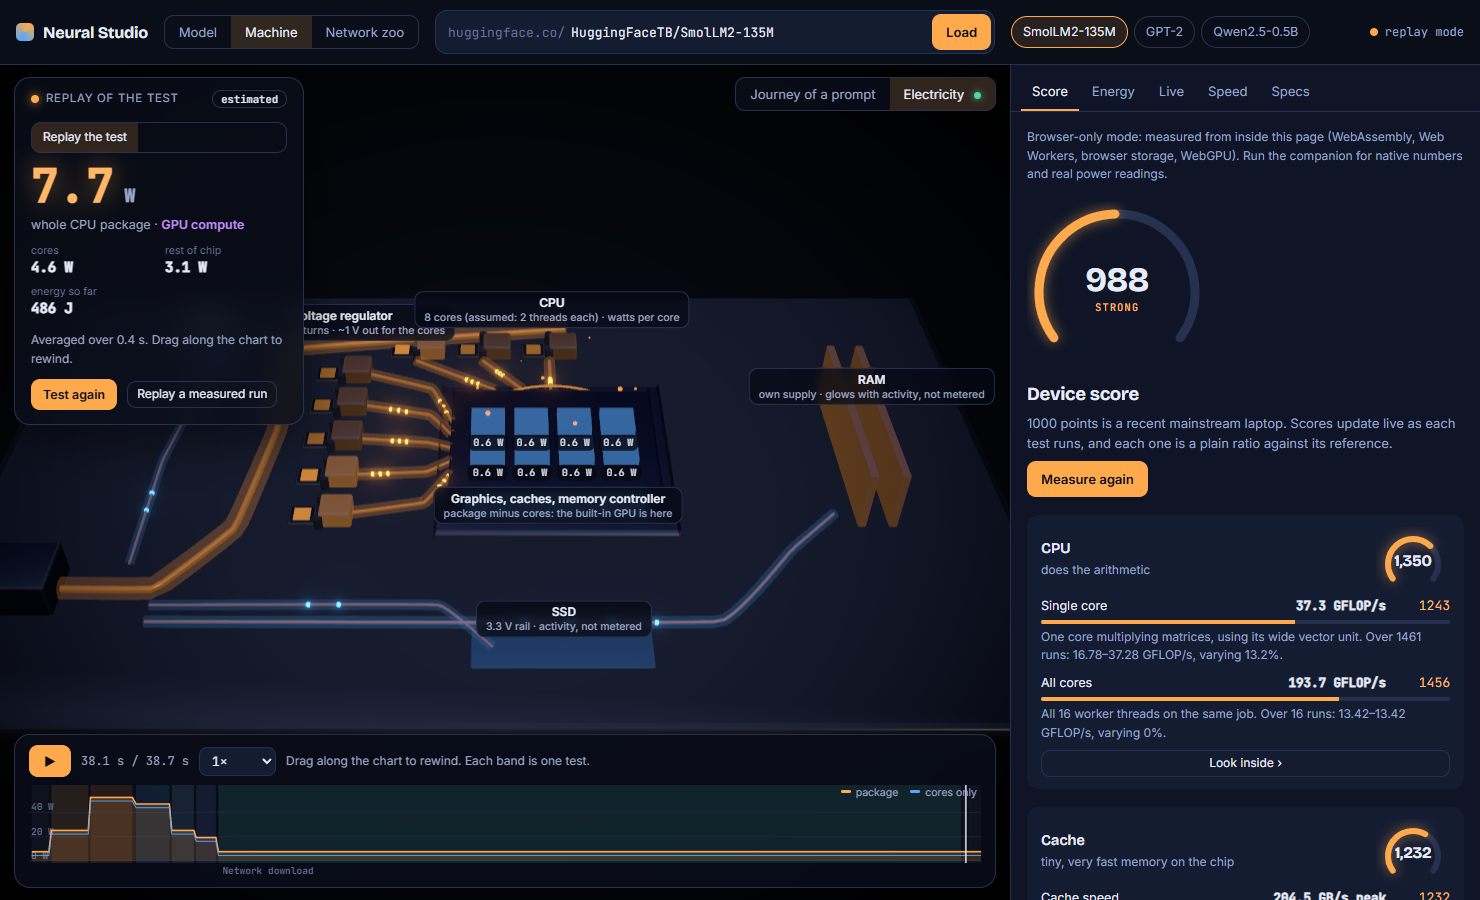 Neural Studio
Model
Machine
Network zoo
huggingface.co/ HuggingFaceTB/SmolLM2-135M
Load
SmolLM2-135M
GPT-2
Qwen2.5-0.5B
replay mode
REPLAY OF THE TEST
estimated
Replay the test
7.7 W
whole CPU package · GPU compute
cores
rest of chip
4.6 W
3.1 W
energy so far
486 J
Averaged over 0.4 s. Drag along the chart to
rewind.
Test again
Replay a measured run
Journey of a prompt
Electricity
oltage regulator
turns · ~1 V out for the cores
CPU
8 cores (assumed: 2 threads each) · watts per core
RAM
own supply · glows with activity, not metered
0.6 W
0.6 W
0.6 W
0.6 W
0.6 W
0.6 W
0.6 W
0.6 W
Graphics, caches, memory controller
package minus cores: the built-in GPU is here
SSD
3.3 V rail · activity, not metered
38.1 s / 38.7 s
1×
Drag along the chart to rewind. Each band is one test.
package
cores only
40 W
20 W
0 W
Network download
Score
Energy
Live
Speed
Specs
Browser-only mode: measured from inside this page (WebAssembly, Web
Workers, browser storage, WebGPU). Run the companion for native numbers
and real power readings.
988
STRONG
Device score
1000 points is a recent mainstream laptop. Scores update live as each
test runs, and each one is a plain ratio against its reference.
Measure again
CPU
does the arithmetic
1,350
Single core
37.3 GFLOP/s
1243
One core multiplying matrices, using its wide vector unit. Over 1461
runs: 16.78–37.28 GFLOP/s, varying 13.2%.
All cores
193.7 GFLOP/s
1456
All 16 worker threads on the same job. Over 16 runs: 13.42–13.42
GFLOP/s, varying 0%.
Look inside ›
Cache
tiny, very fast memory on the chip
1,232
Cache speed
204.5 GB/s peak
1232